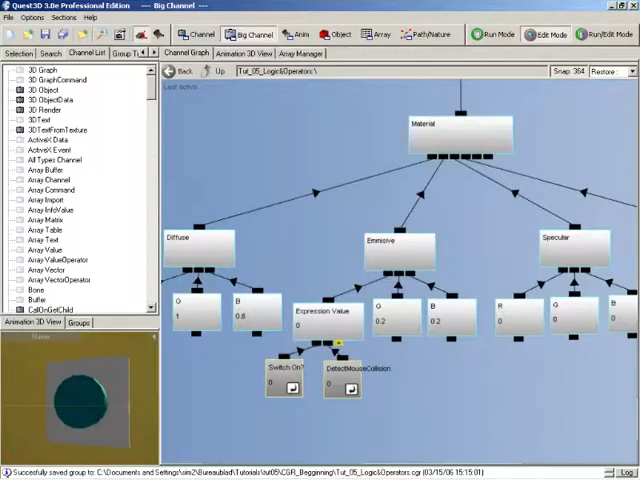 Quest3D 3.0e Professional Edition -- Big Channel
Options Sections Help
Channel Big Channel Anim Object Array Path/Nature Run Mode Edit Mode Run/Edit Mode
Selection Search Channel List Group Channel Graph Animation 3D View Array Manager
Back Up Tut_05_Logic&Operators:\ Snap: 364 Restore:
Last active
3D Graph
3D GraphCommand
3D Object
3D ObjectData
3D Render
3DText
3DTextFromTexture
ActiveX Data
ActiveX Event
All Types Channel
Array Buffer
Array Channel
Array Command
Array Import
Array InfoValue
Array Matrix
Array Table
Array Text
Array Value
Array ValueOperator
Array Vector
Array VectorOperator
Bone
Buffer
CallOnGetChild
Animation 3D View Groups
Material
Diffuse
Emmisive
Specular
G
1
B
0.6
Expression Value
0
G
0.2
B
0.2
R
0
G
0
B
0
Switch On?
0
DetectMouseCollision
0
Succesfully saved group to: C:\Documents and Settings\sim2\Bureaublad\Tutorials\tut05\CGR_Beggining\Tut_05_Logic&Operators.cgr (03/15/06 15:15:01)
Log